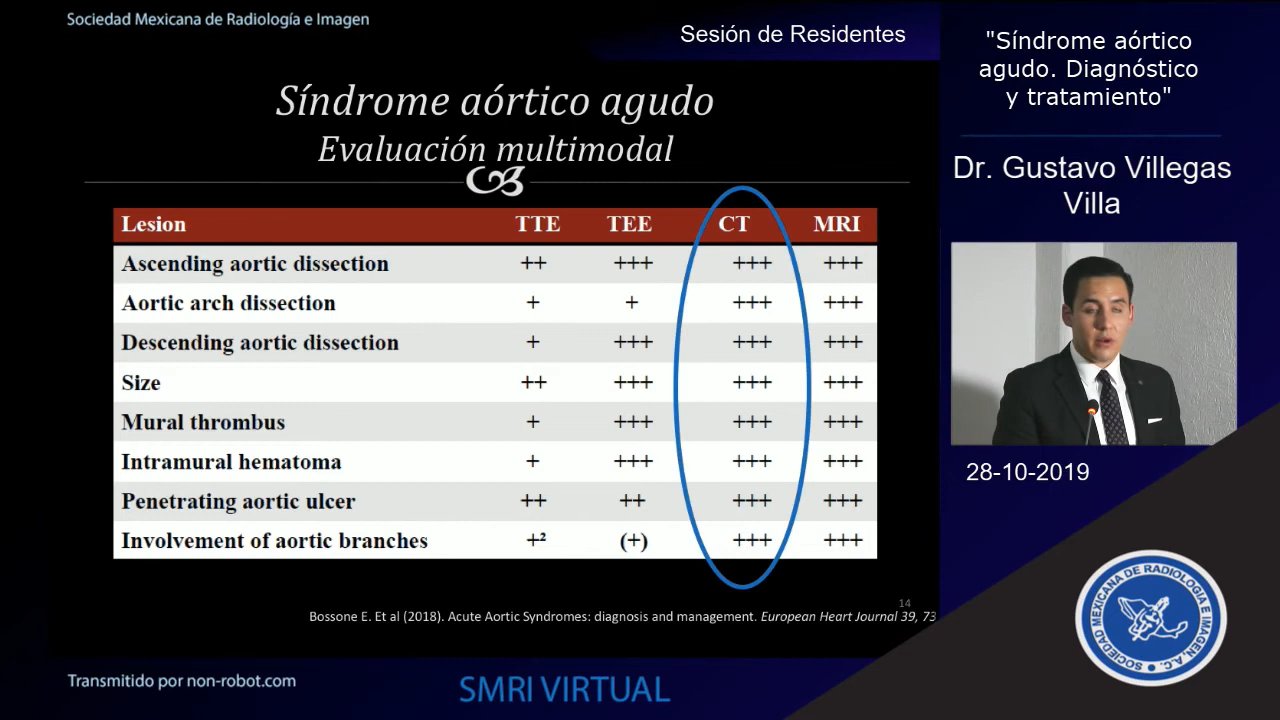 Sociedad Mexicana de Radiología e Imagen
Sesión de Residentes
"Síndrome aórtico
agudo. Diagnóstico
y tratamiento"
Dr. Gustavo Villegas
Villa
28-10-2019
Síndrome aórtico agudo
Evaluación multimodal
Lesion TTE TEE CT MRI
Ascending aortic dissection ++ +++ +++ +++
Aortic arch dissection + + +++ +++
Descending aortic dissection + +++ +++ +++
Size ++ +++ +++ +++
Mural thrombus + +++ +++ +++
Intramural hematoma + +++ +++ +++
Penetrating aortic ulcer ++ ++ +++ +++
Involvement of aortic branches +² (+) +++ +++
14
Bossone E. Et al (2018). Acute Aortic Syndromes: diagnosis and management. European Heart Journal 39, 73
SOCIEDAD MEXICANA DE RADIOLOGIA E IMAGEN, A.C.
Transmitido por non-robot.com
SMRI VIRTUAL